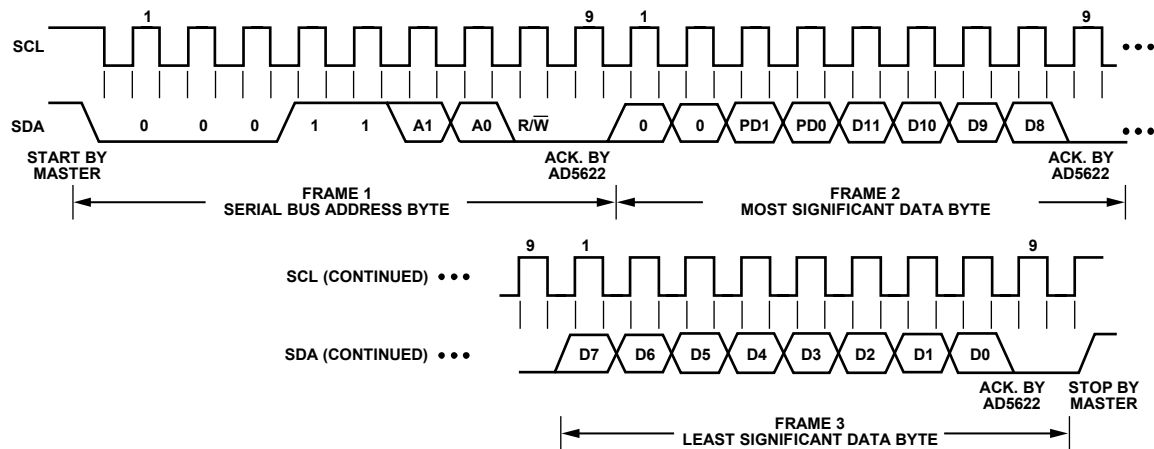 1 9 1 9
SCL
SDA 0 0 0 1 1 A1 A0 R/W̅ 0 0 PD1 PD0 D11 D10 D9 D8
START BY
MASTER
ACK. BY
AD5622
ACK. BY
AD5622
FRAME 1
SERIAL BUS ADDRESS BYTE
FRAME 2
MOST SIGNIFICANT DATA BYTE
9 1 9
SCL (CONTINUED)
SDA (CONTINUED) D7 D6 D5 D4 D3 D2 D1 D0
ACK. BY
AD5622
STOP BY
MASTER
FRAME 3
LEAST SIGNIFICANT DATA BYTE